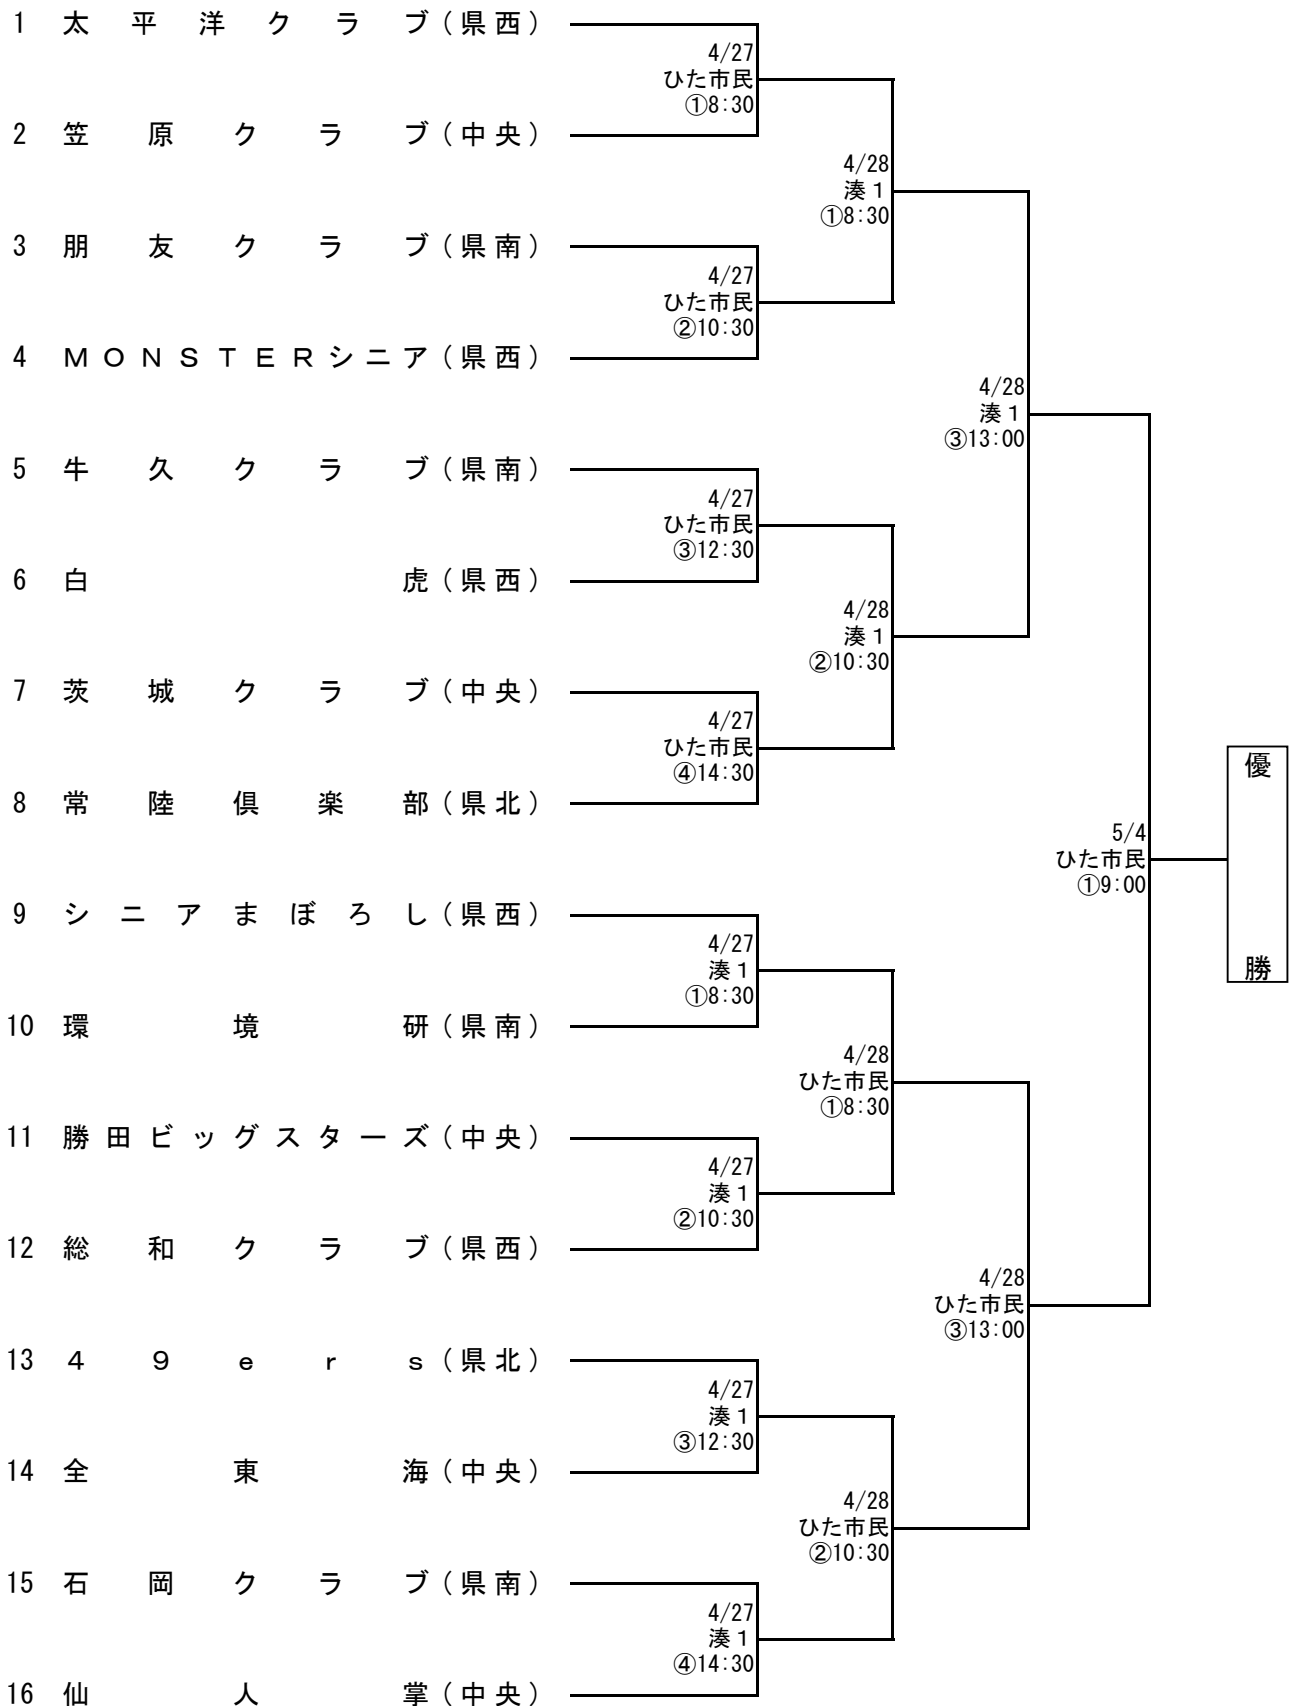 1 太平洋クラブ(県西)
4/27
ひた市民
①8:30
2 笠原クラブ(中央)
4/28
湊1
①8:30
3 朋友クラブ(県南)
4/27
ひた市民
②10:30
4 ＭＯＮＳＴＥＲシニア(県西)
4/28
湊1
③13:00
5 牛久クラブ(県南)
4/27
ひた市民
③12:30
6 白虎(県西)
4/28
湊1
②10:30
7 茨城クラブ(中央)
4/27
ひた市民
④14:30
8 常陸倶楽部(県北)
5/4
ひた市民
①9:00
優勝
9 シニアまぼろし(県西)
4/27
湊1
①8:30
10 環境研(県南)
4/28
ひた市民
①8:30
11 勝田ビッグスターズ(中央)
4/27
湊1
②10:30
12 総和クラブ(県西)
4/28
ひた市民
③13:00
13 ４９ｅｒｓ(県北)
4/27
湊1
③12:30
14 全東海(中央)
4/28
ひた市民
②10:30
15 石岡クラブ(県南)
4/27
湊1
④14:30
16 仙人掌(中央)